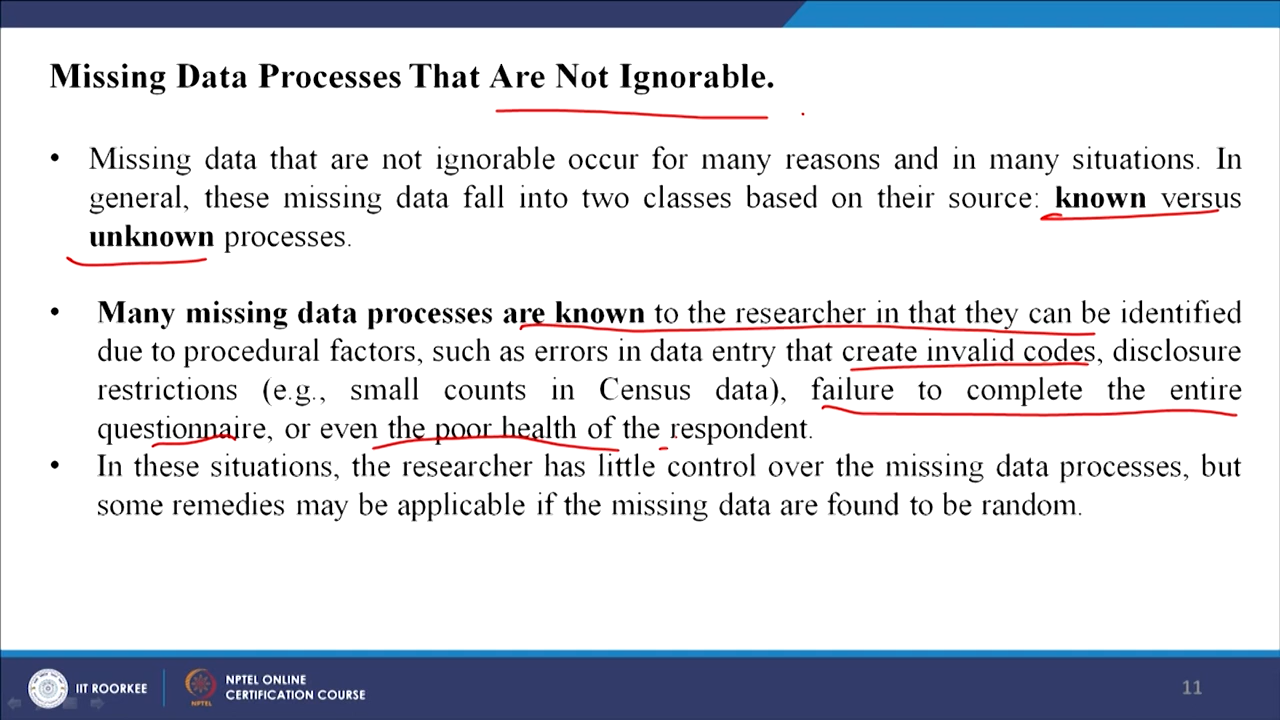 Missing Data Processes That Are Not Ignorable.
• Missing data that are not ignorable occur for many reasons and in many situations. In
general, these missing data fall into two classes based on their source: known versus
unknown processes.
• Many missing data processes are known to the researcher in that they can be identified
due to procedural factors, such as errors in data entry that create invalid codes, disclosure
restrictions (e.g., small counts in Census data), failure to complete the entire
questionnaire, or even the poor health of the respondent.
• In these situations, the researcher has little control over the missing data processes, but
some remedies may be applicable if the missing data are found to be random.
IIT ROORKEE
NPTEL
NPTEL ONLINE
CERTIFICATION COURSE
11